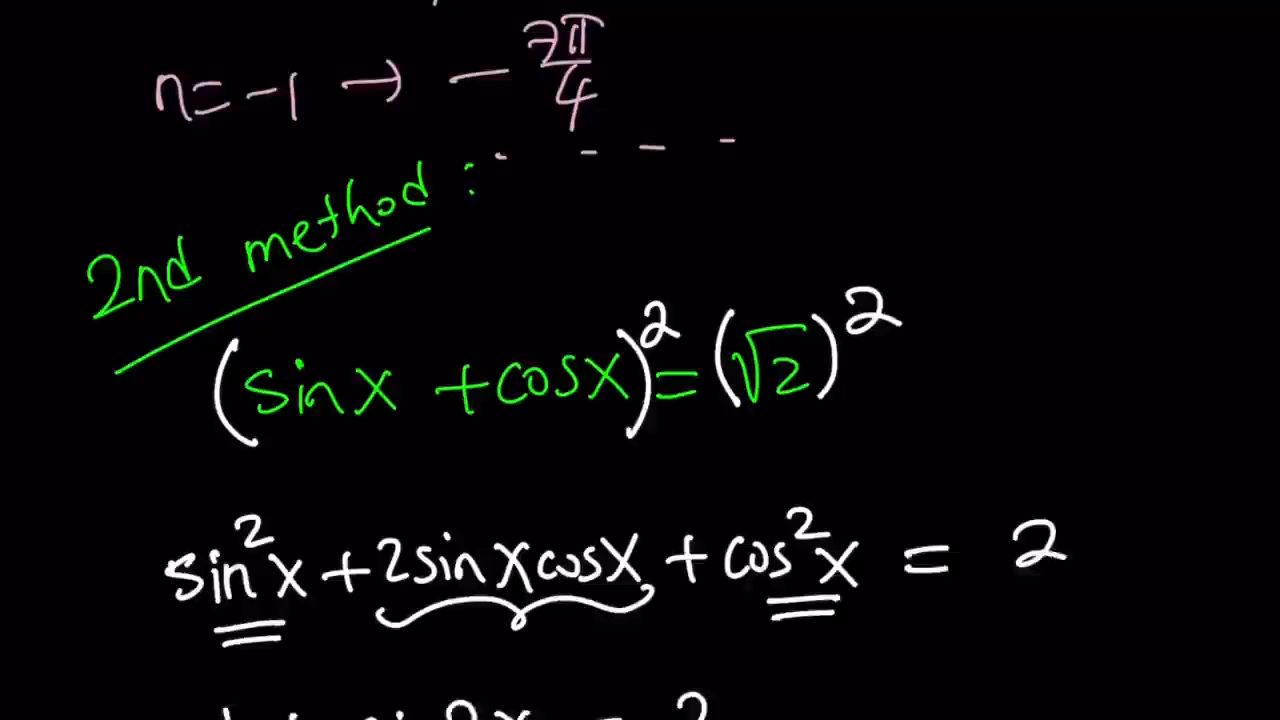 n = -1 → - 7π/4
- - - -
2nd method:
(sinx + cosx)² = (√2)²
sin²x + 2sinxcosx + cos²x = 2